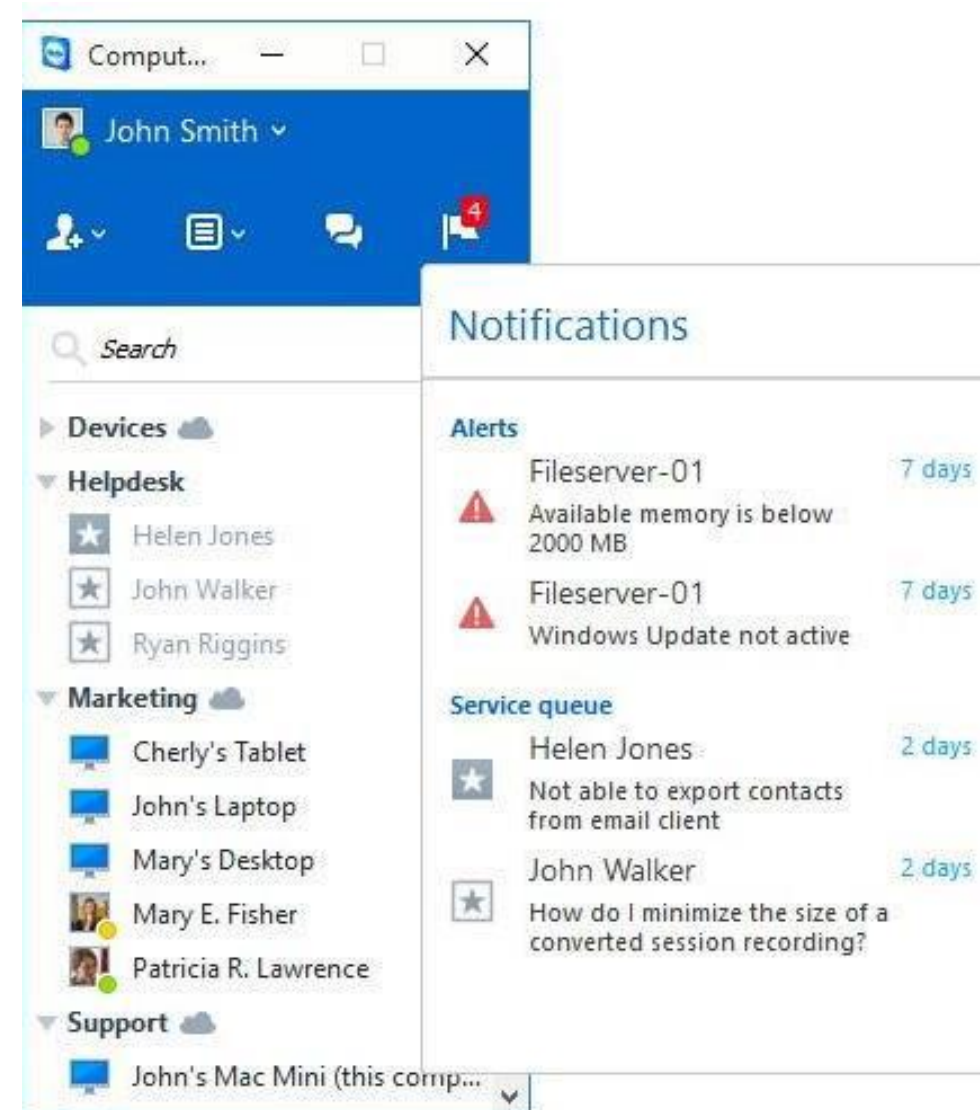 Comput...
John Smith
4
Search
Devices
Helpdesk
Helen Jones
John Walker
Ryan Riggins
Marketing
Cherly's Tablet
John's Laptop
Mary's Desktop
Mary E. Fisher
Patricia R. Lawrence
Support
John's Mac Mini (this comp...
Notifications
Alerts
Fileserver-01 7 days
Available memory is below
2000 MB
Fileserver-01 7 days
Windows Update not active
Service queue
Helen Jones 2 days
Not able to export contacts
from email client
John Walker 2 days
How do I minimize the size of a
converted session recording?